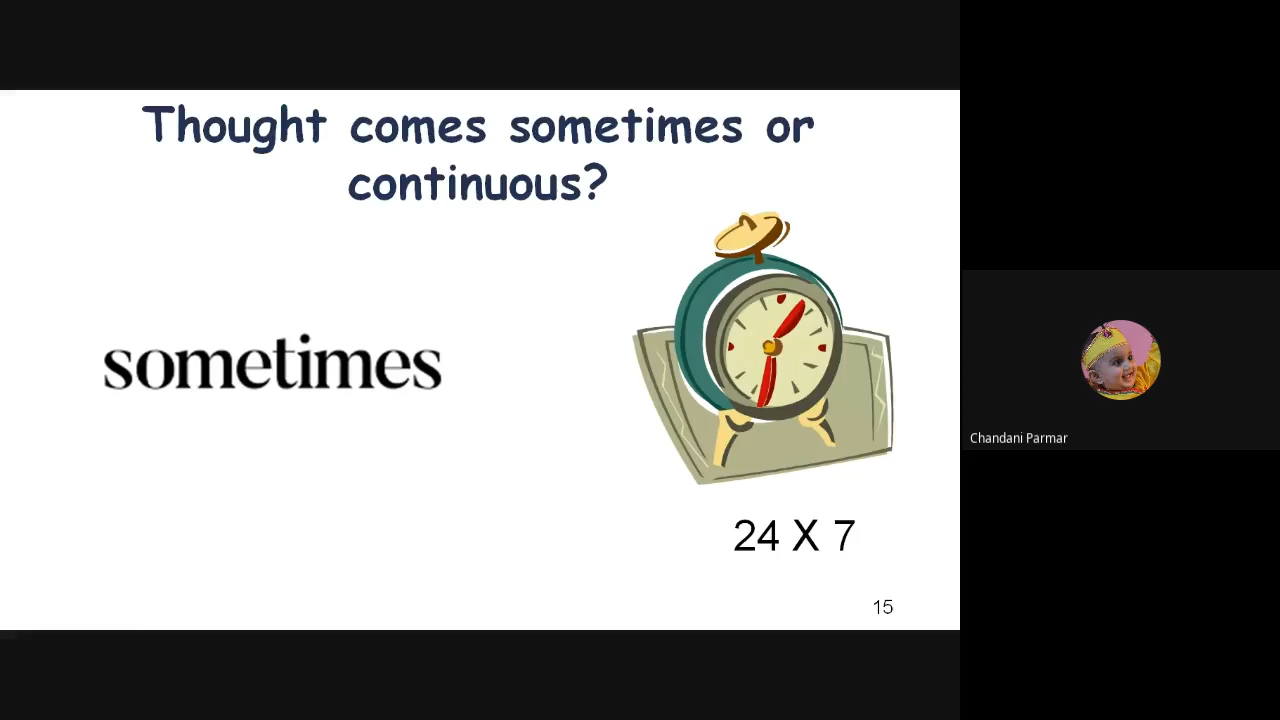 Thought comes sometimes or
continuous?
sometimes
24 X 7
15
Chandani Parmar